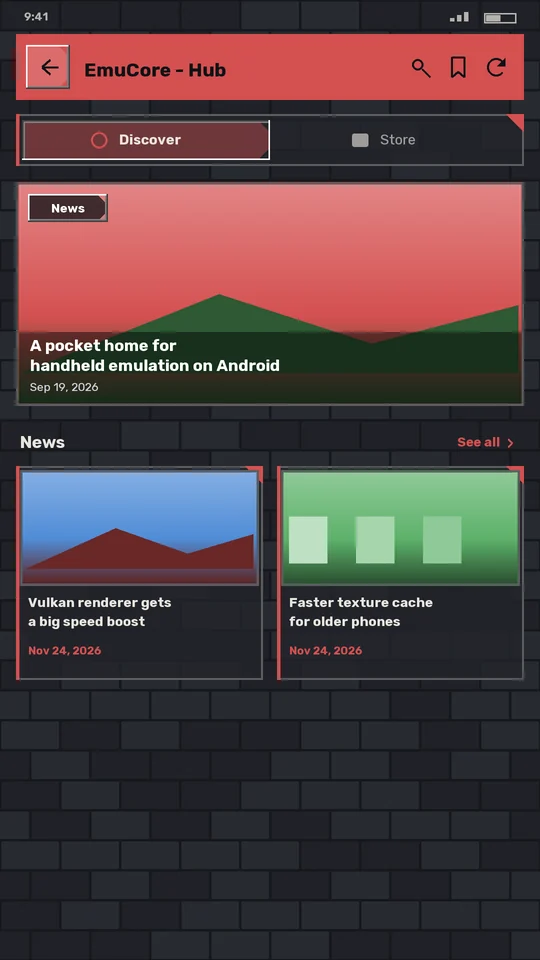 9:41
EmuCore - Hub
Discover
Store
News
A pocket home for
handheld emulation on Android
Sep 19, 2026
News
See all
Vulkan renderer gets
a big speed boost
Nov 24, 2026
Faster texture cache
for older phones
Nov 24, 2026